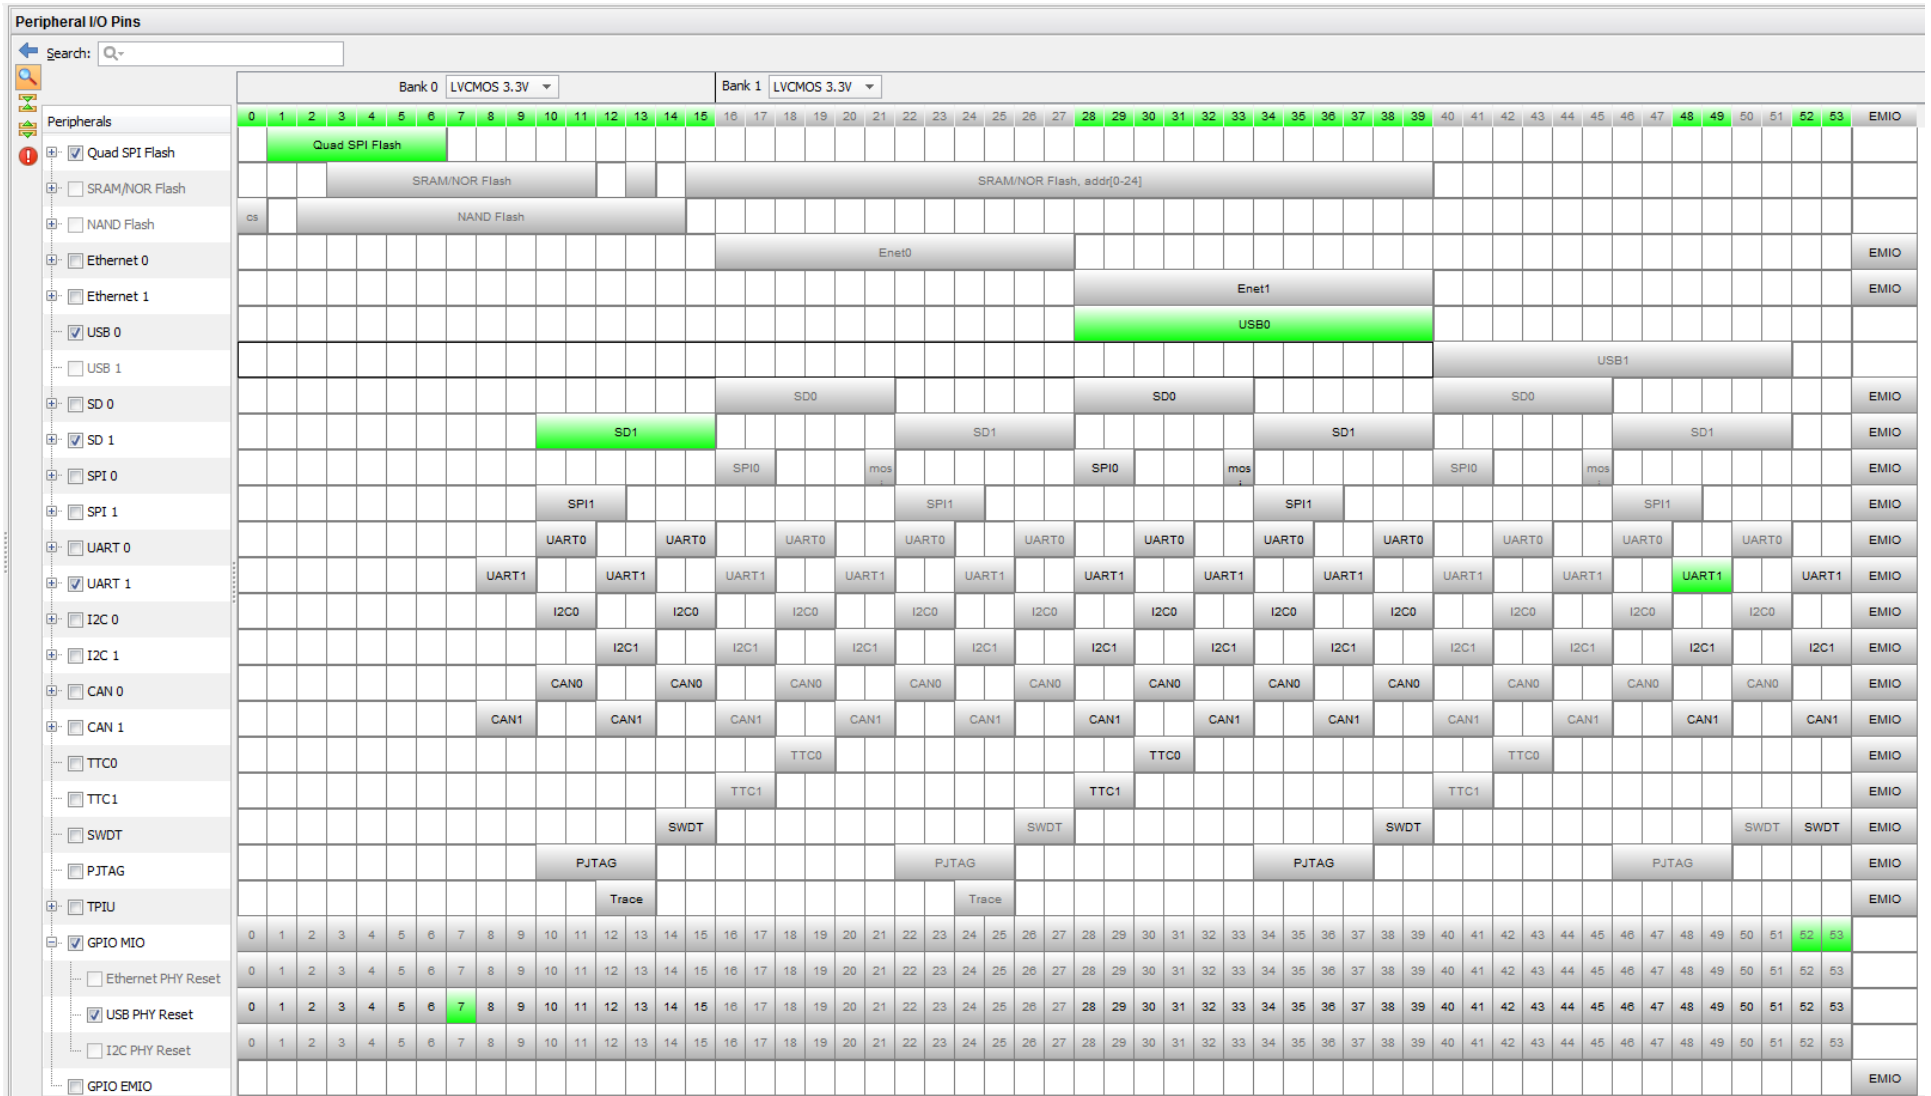 Peripheral I/O Pins
Search:
Bank 0 LVCMOS 3.3V Bank 1 LVCMOS 3.3V
Peripherals 0 1 2 3 4 5 6 7 8 9 10 11 12 13 14 15 16 17 18 19 20 21 22 23 24 25 26 27 28 29 30 31 32 33 34 35 36 37 38 39 40 41 42 43 44 45 46 47 48 49 50 51 52 53 EMIO
Quad SPI Flash Quad SPI Flash
SRAM/NOR Flash SRAM/NOR Flash SRAM/NOR Flash, addr[0-24]
NAND Flash cs NAND Flash
Ethernet 0 Enet0 EMIO
Ethernet 1 Enet1 EMIO
USB 0 USB0
USB 1 USB1
SD 0 SD0 SD0 SD0 EMIO
SD 1 SD1 SD1 SD1 SD1 EMIO
SPI 0 SPI0 mosi SPI0 mosi SPI0 mosi EMIO
SPI 1 SPI1 SPI1 SPI1 SPI1 EMIO
UART 0 UART0 UART0 UART0 UART0 UART0 UART0 UART0 UART0 UART0 UART0 UART0 EMIO
UART 1 UART1 UART1 UART1 UART1 UART1 UART1 UART1 UART1 UART1 UART1 UART1 UART1 EMIO
I2C 0 I2C0 I2C0 I2C0 I2C0 I2C0 I2C0 I2C0 I2C0 I2C0 I2C0 I2C0 EMIO
I2C 1 I2C1 I2C1 I2C1 I2C1 I2C1 I2C1 I2C1 I2C1 I2C1 I2C1 I2C1 EMIO
CAN 0 CAN0 CAN0 CAN0 CAN0 CAN0 CAN0 CAN0 CAN0 CAN0 CAN0 CAN0 EMIO
CAN 1 CAN1 CAN1 CAN1 CAN1 CAN1 CAN1 CAN1 CAN1 CAN1 CAN1 CAN1 CAN1 EMIO
TTC0 TTC0 TTC0 TTC0 EMIO
TTC1 TTC1 TTC1 TTC1 EMIO
SWDT SWDT SWDT SWDT SWDT SWDT EMIO
PJTAG PJTAG PJTAG PJTAG PJTAG EMIO
TPIU Trace Trace EMIO
GPIO MIO 0 1 2 3 4 5 6 7 8 9 10 11 12 13 14 15 16 17 18 19 20 21 22 23 24 25 26 27 28 29 30 31 32 33 34 35 36 37 38 39 40 41 42 43 44 45 46 47 48 49 50 51 52 53
Ethernet PHY Reset 0 1 2 3 4 5 6 7 8 9 10 11 12 13 14 15 16 17 18 19 20 21 22 23 24 25 26 27 28 29 30 31 32 33 34 35 36 37 38 39 40 41 42 43 44 45 46 47 48 49 50 51 52 53
USB PHY Reset 0 1 2 3 4 5 6 7 8 9 10 11 12 13 14 15 16 17 18 19 20 21 22 23 24 25 26 27 28 29 30 31 32 33 34 35 36 37 38 39 40 41 42 43 44 45 46 47 48 49 50 51 52 53
I2C PHY Reset 0 1 2 3 4 5 6 7 8 9 10 11 12 13 14 15 16 17 18 19 20 21 22 23 24 25 26 27 28 29 30 31 32 33 34 35 36 37 38 39 40 41 42 43 44 45 46 47 48 49 50 51 52 53
GPIO EMIO EMIO